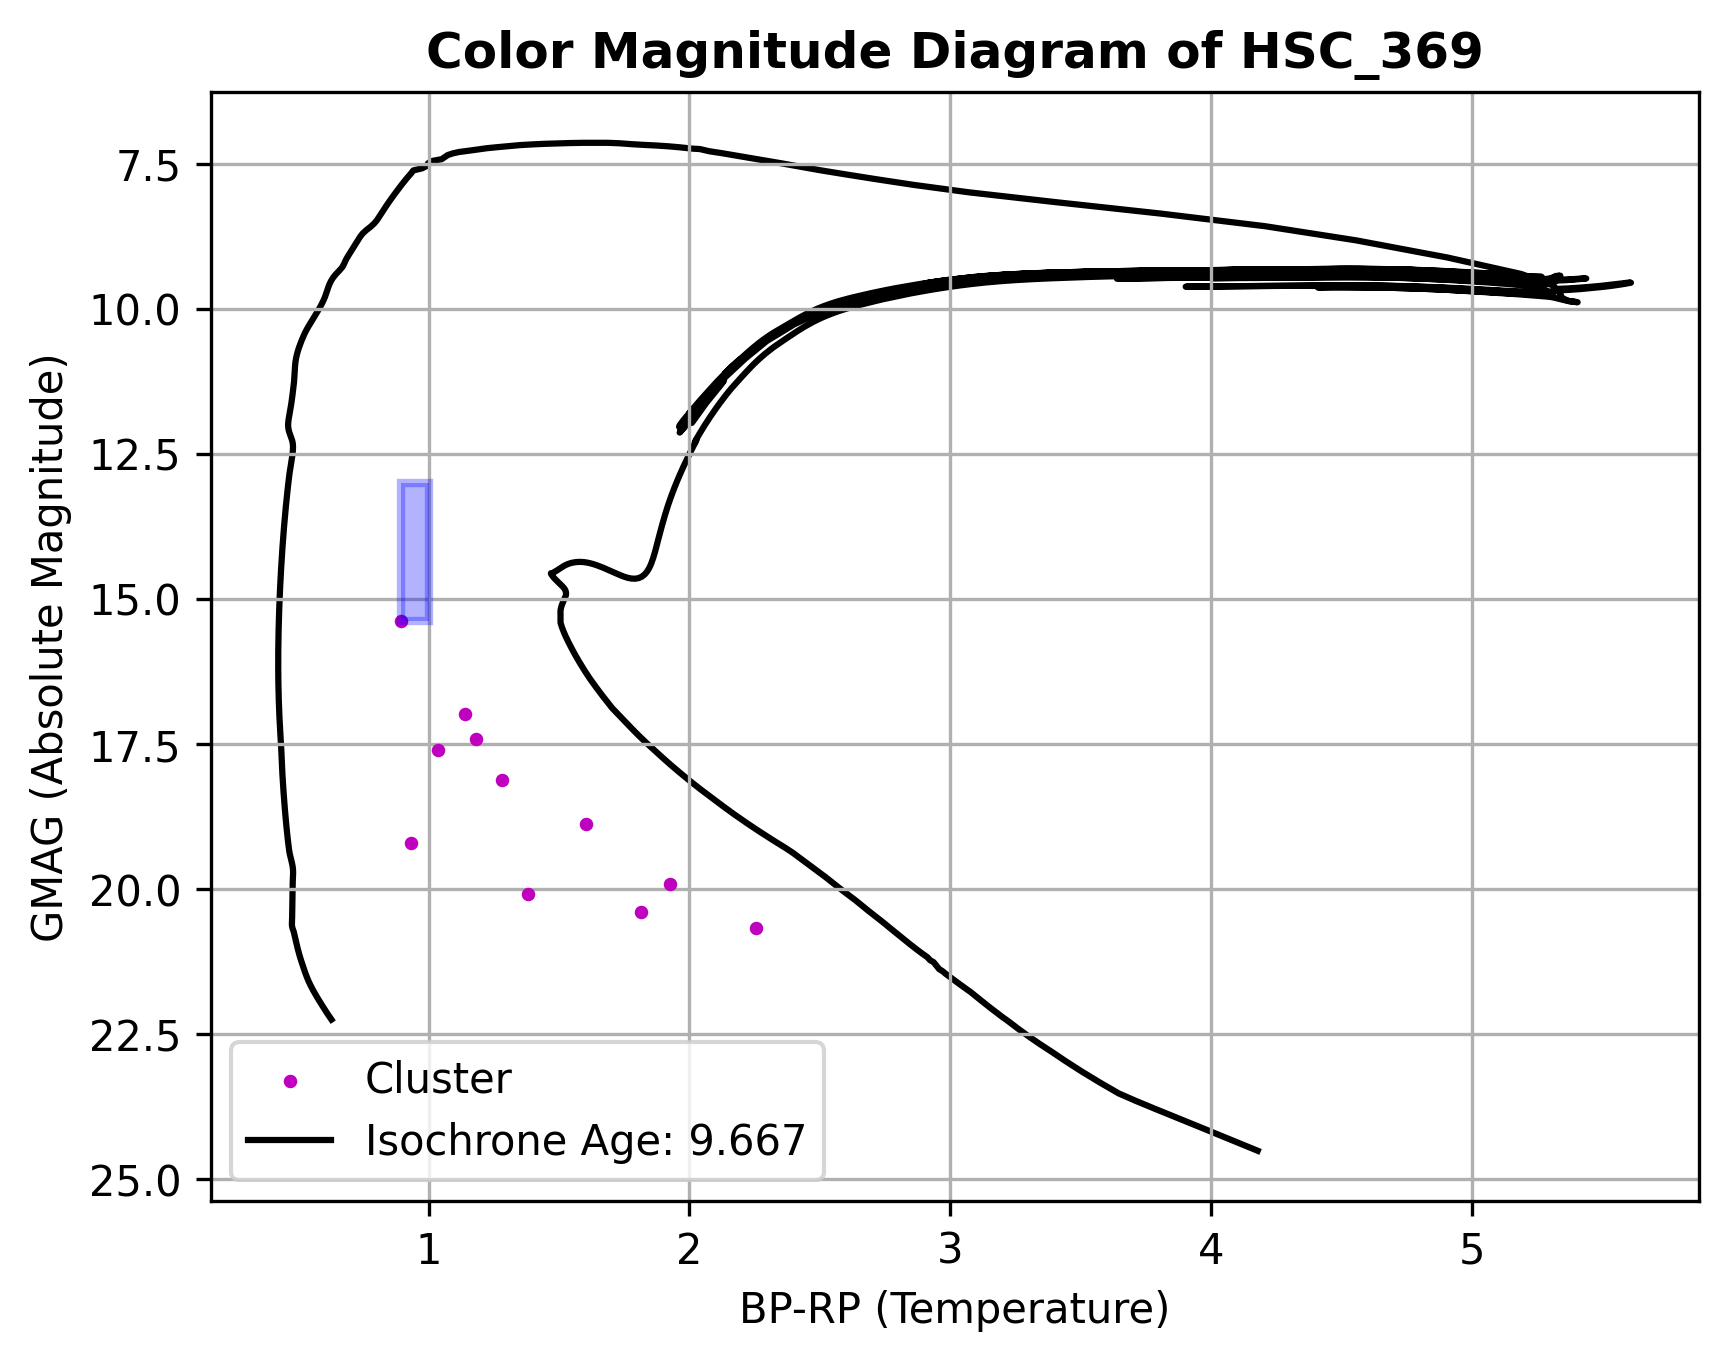 Color Magnitude Diagram of HSC_369
GMAG (Absolute Magnitude)
7.5
10.0
12.5
15.0
17.5
20.0
22.5
25.0
Cluster
Isochrone Age: 9.667
1 2 3 4 5
BP-RP (Temperature)